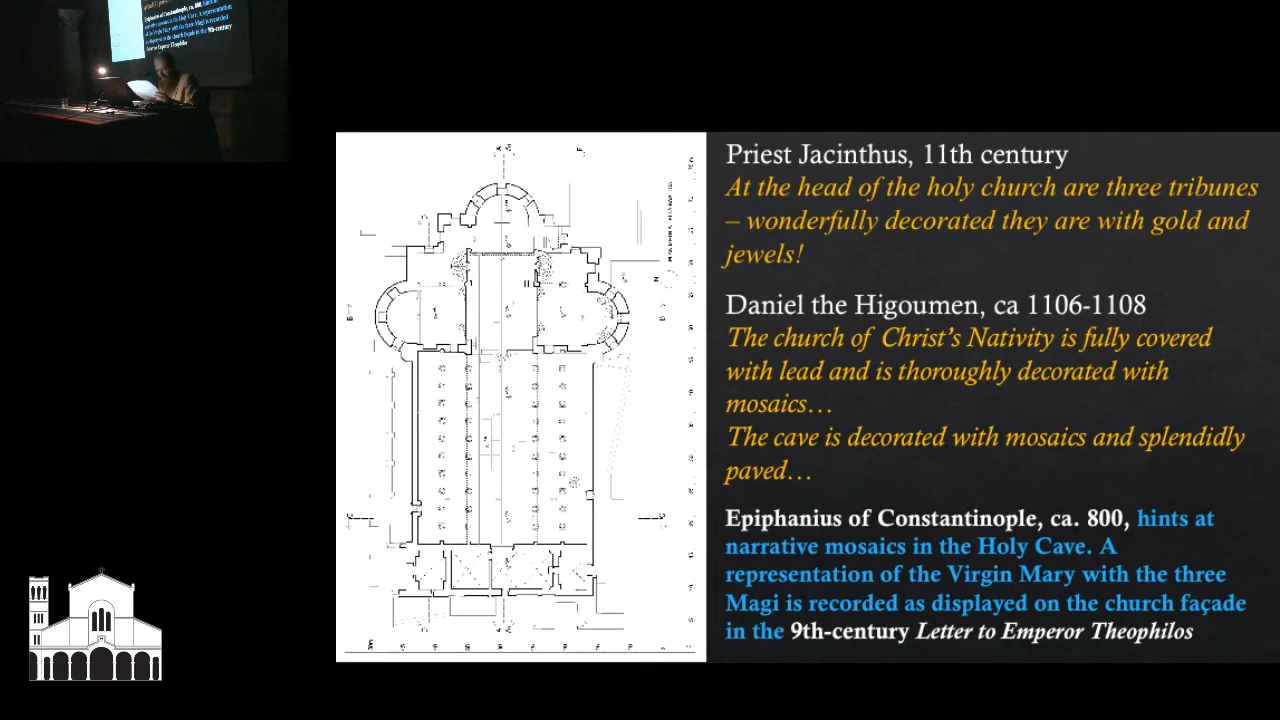 Priest Jacinthus, 11th century
At the head of the holy church are three tribunes
– wonderfully decorated they are with gold and
jewels!
Daniel the Higoumen, ca 1106-1108
The church of Christ's Nativity is fully covered
with lead and is thoroughly decorated with
mosaics…
The cave is decorated with mosaics and splendidly
paved…
Epiphanius of Constantinople, ca. 800, hints at
narrative mosaics in the Holy Cave. A
representation of the Virgin Mary with the three
Magi is recorded as displayed on the church façade
in the 9th-century Letter to Emperor Theophilos